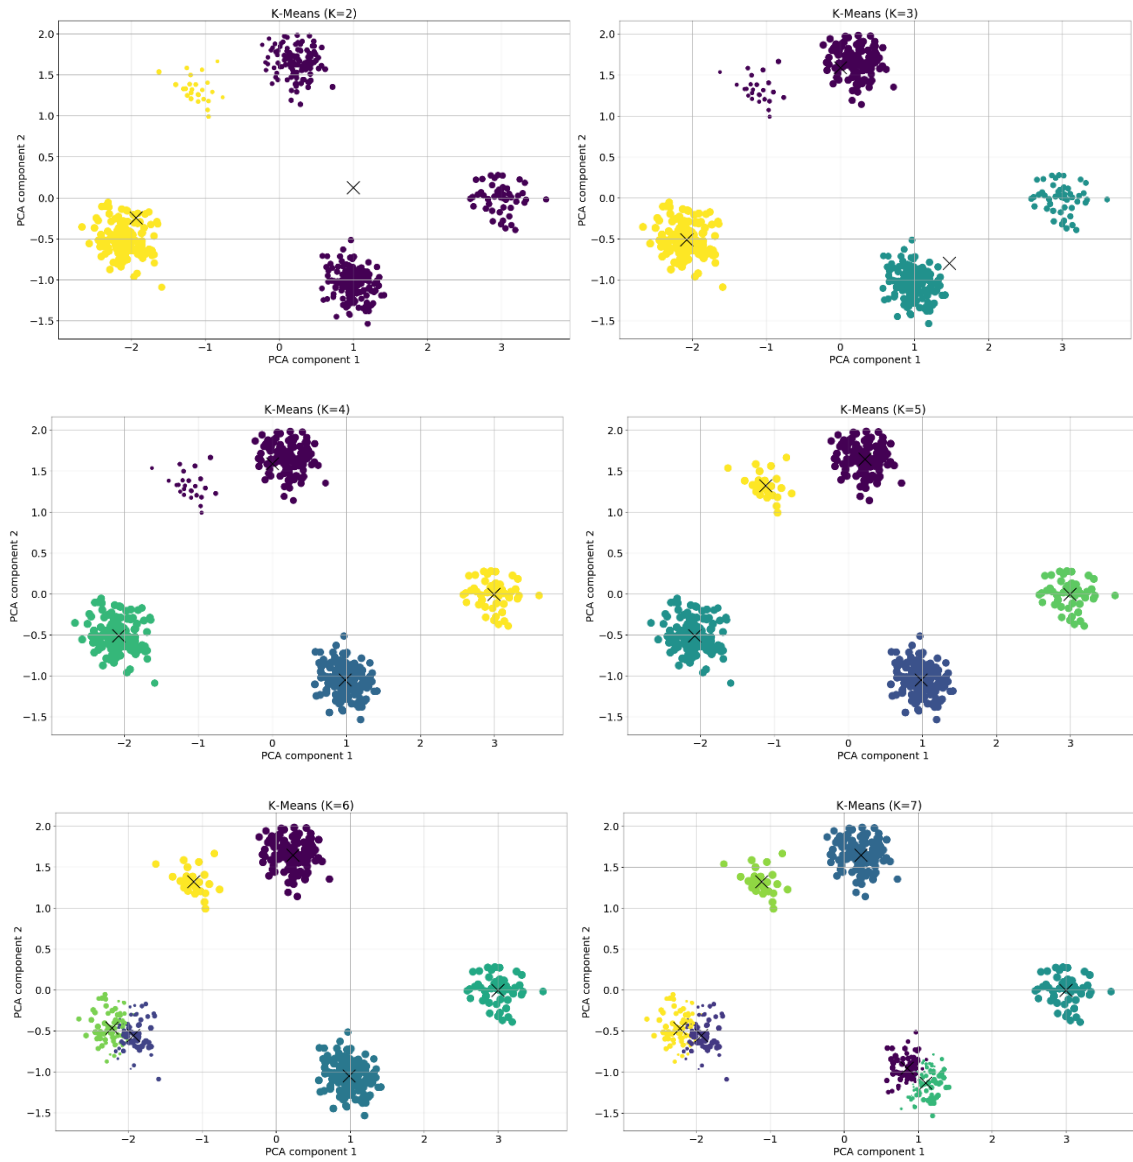 K-Means (K=2)
2.0
1.5
1.0
0.5
0.0
−0.5
−1.0
−1.5
PCA component 2
−2 −1 0 1 2 3
PCA component 1
K-Means (K=3)
2.0
1.5
1.0
0.5
0.0
−0.5
−1.0
−1.5
PCA component 2
−2 −1 0 1 2 3
PCA component 1
K-Means (K=4)
2.0
1.5
1.0
0.5
0.0
−0.5
−1.0
−1.5
PCA component 2
−2 −1 0 1 2 3
PCA component 1
K-Means (K=5)
2.0
1.5
1.0
0.5
0.0
−0.5
−1.0
−1.5
PCA component 2
−2 −1 0 1 2 3
PCA component 1
K-Means (K=6)
2.0
1.5
1.0
0.5
0.0
−0.5
−1.0
−1.5
PCA component 2
−2 −1 0 1 2 3
PCA component 1
K-Means (K=7)
2.0
1.5
1.0
0.5
0.0
−0.5
−1.0
−1.5
PCA component 2
−2 −1 0 1 2 3
PCA component 1